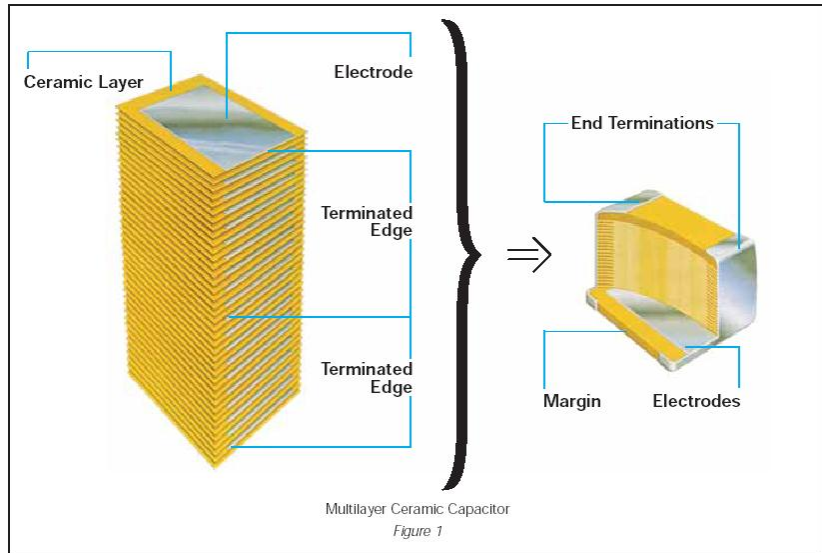 Ceramic Layer
Electrode
Terminated
Edge
Terminated
Edge
End Terminations
Margin
Electrodes
Multilayer Ceramic Capacitor
Figure 1